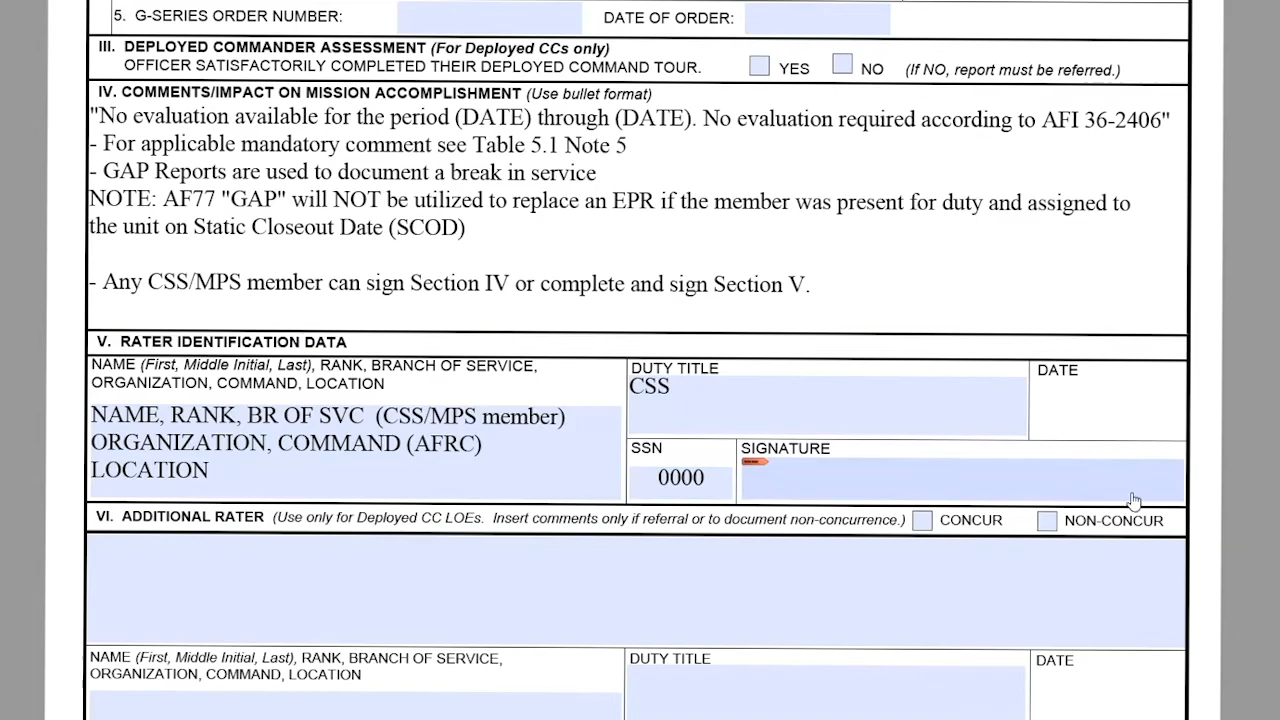 5. G-SERIES ORDER NUMBER: DATE OF ORDER:
III. DEPLOYED COMMANDER ASSESSMENT (For Deployed CCs only)
OFFICER SATISFACTORILY COMPLETED THEIR DEPLOYED COMMAND TOUR. YES NO (If NO, report must be referred.)
IV. COMMENTS/IMPACT ON MISSION ACCOMPLISHMENT (Use bullet format)
"No evaluation available for the period (DATE) through (DATE). No evaluation required according to AFI 36-2406"
- For applicable mandatory comment see Table 5.1 Note 5
- GAP Reports are used to document a break in service
NOTE: AF77 "GAP" will NOT be utilized to replace an EPR if the member was present for duty and assigned to
the unit on Static Closeout Date (SCOD)
- Any CSS/MPS member can sign Section IV or complete and sign Section V.
V. RATER IDENTIFICATION DATA
NAME (First, Middle Initial, Last), RANK, BRANCH OF SERVICE,
ORGANIZATION, COMMAND, LOCATION
NAME, RANK, BR OF SVC (CSS/MPS member)
ORGANIZATION, COMMAND (AFRC)
LOCATION
DUTY TITLE
CSS
DATE
SSN
0000
SIGNATURE
VI. ADDITIONAL RATER (Use only for Deployed CC LOEs. Insert comments only if referral or to document non-concurrence.) CONCUR NON-CONCUR
NAME (First, Middle Initial, Last), RANK, BRANCH OF SERVICE,
ORGANIZATION, COMMAND, LOCATION
DUTY TITLE
DATE